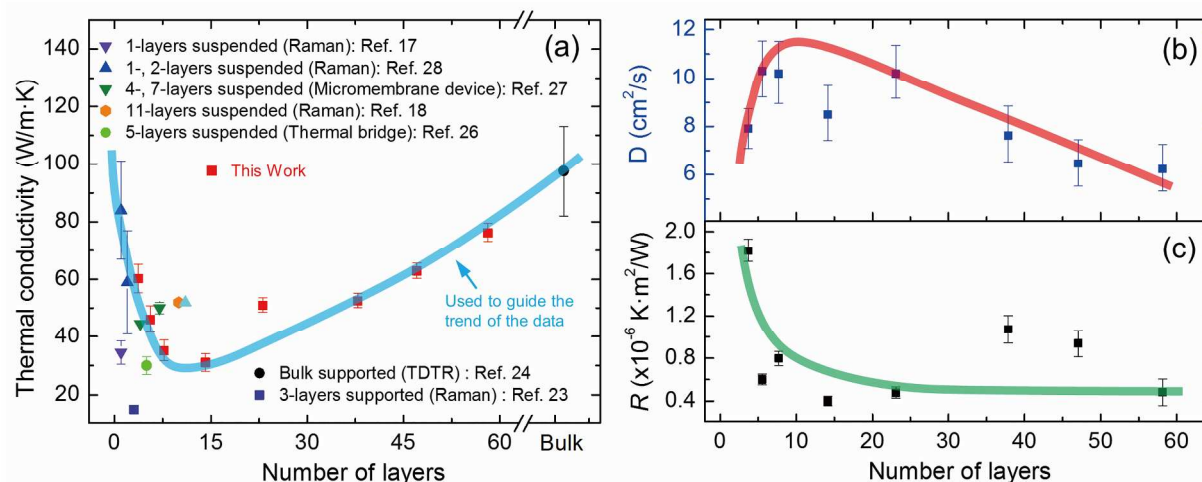 (a)
1-layers suspended (Raman): Ref. 17
1-, 2-layers suspended (Raman): Ref. 28
4-, 7-layers suspended (Micromembrane device): Ref. 27
11-layers suspended (Raman): Ref. 18
5-layers suspended (Thermal bridge): Ref. 26
This Work
Used to guide the
trend of the data
Bulk supported (TDTR) : Ref. 24
3-layers supported (Raman) : Ref. 23
Thermal conductivity (W/m·K)
140
120
100
80
60
40
20
0 15 30 45 60 Bulk
Number of layers
(b)
D (cm²/s)
12
10
8
6
(c)
R (x10⁻⁶ K·m²/W)
2.0
1.6
1.2
0.8
0.4
0 10 20 30 40 50 60
Number of layers